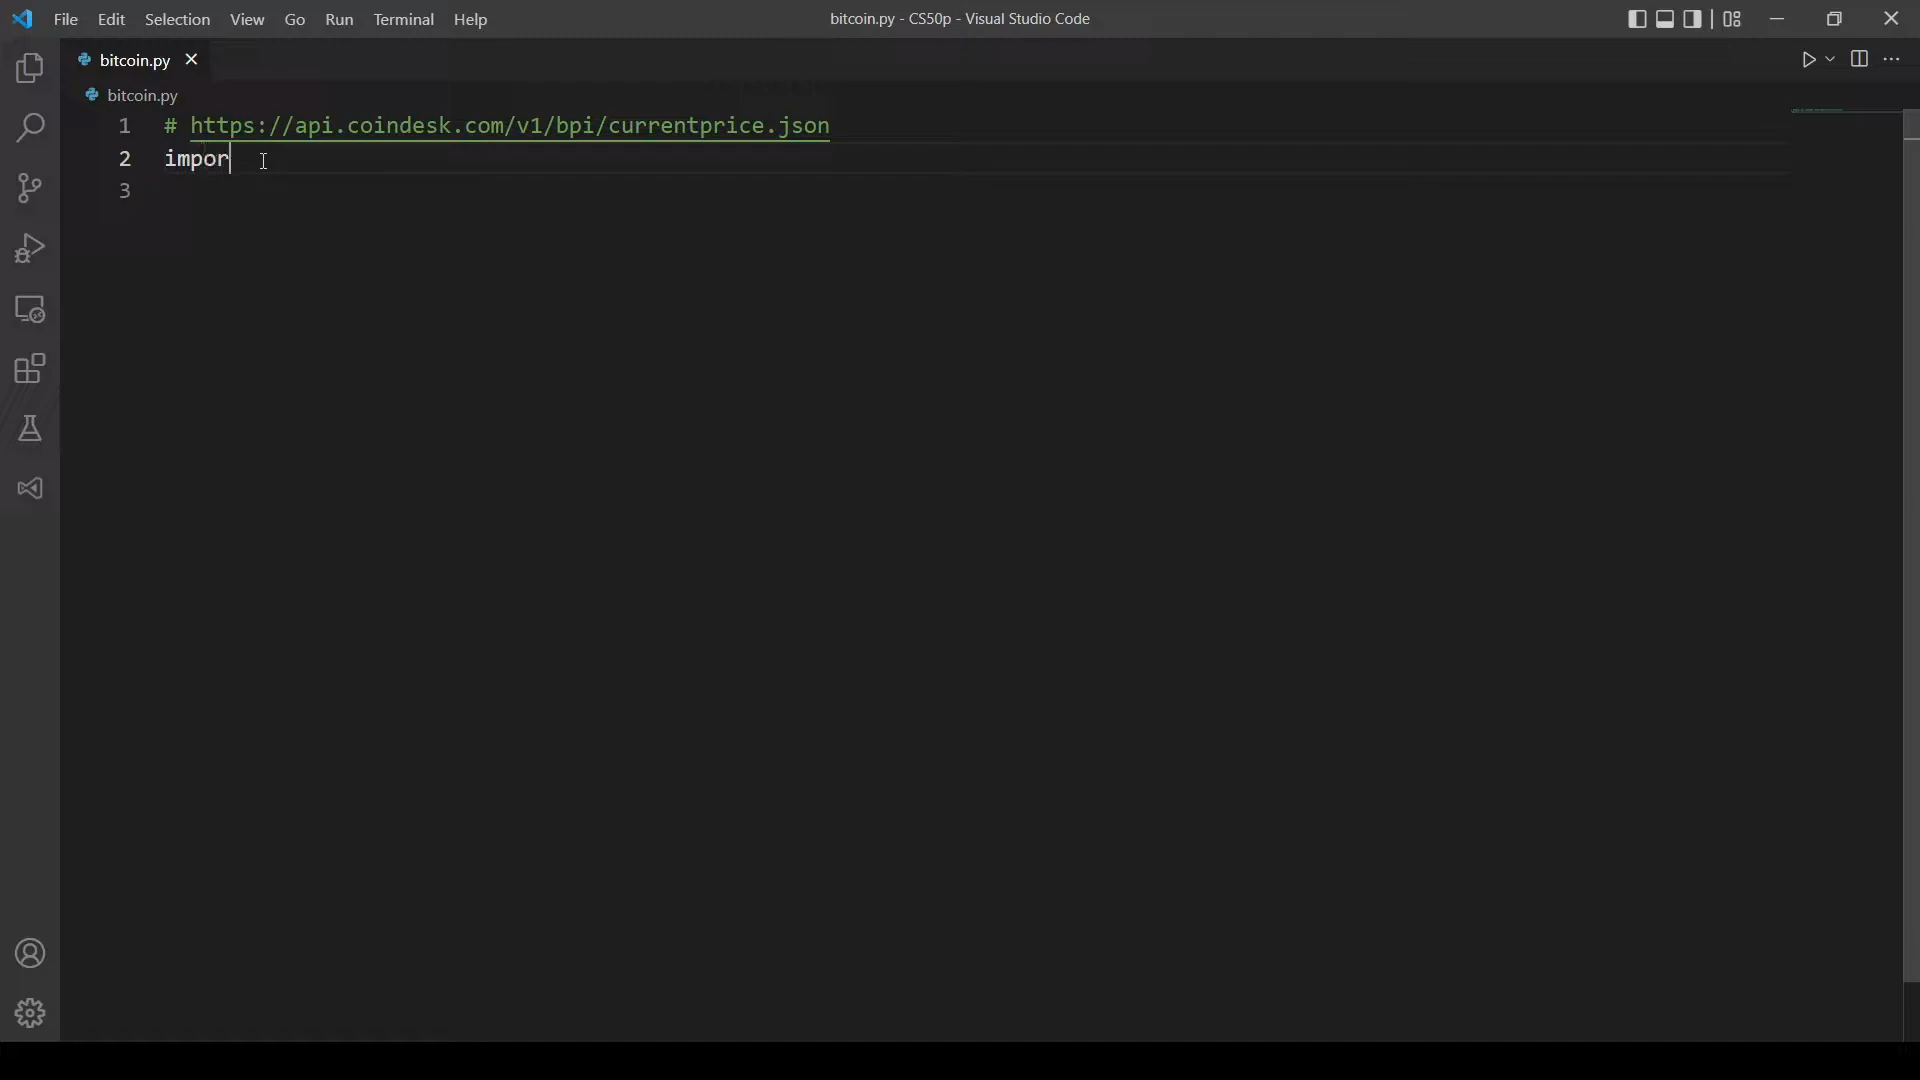 File Edit Selection View Go Run Terminal Help
bitcoin.py - CS50p - Visual Studio Code
bitcoin.py
bitcoin.py
1 # https://api.coindesk.com/v1/bpi/currentprice.json
2 impor
3